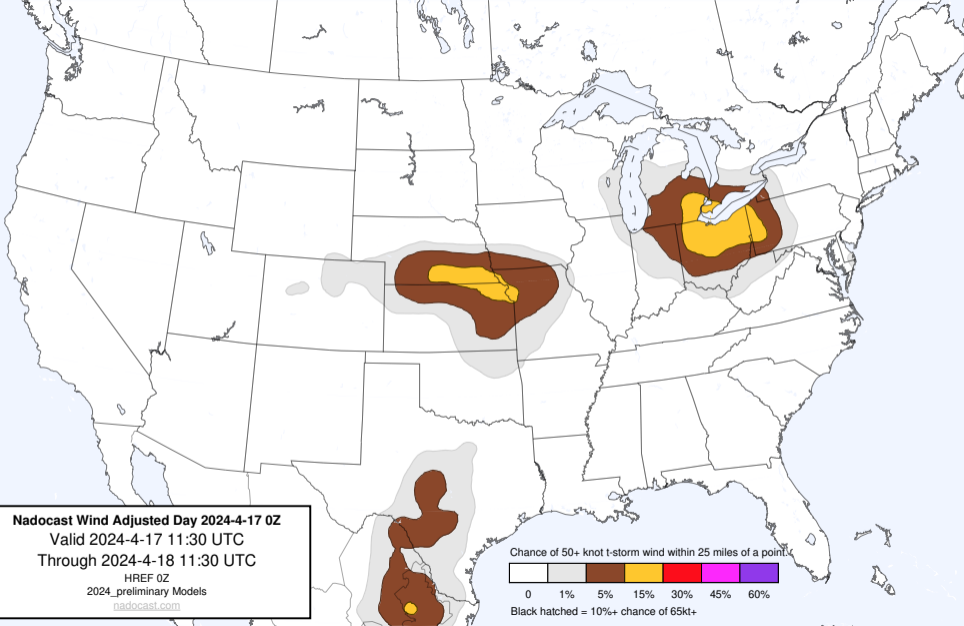 Nadocast Wind Adjusted Day 2024-4-17 0Z
Valid 2024-4-17 11:30 UTC
Through 2024-4-18 11:30 UTC
HREF 0Z
2024_preliminary Models
nadocast.com
Chance of 50+ knot t-storm wind within 25 miles of a point.
0 1% 5% 15% 30% 45% 60%
Black hatched = 10%+ chance of 65kt+